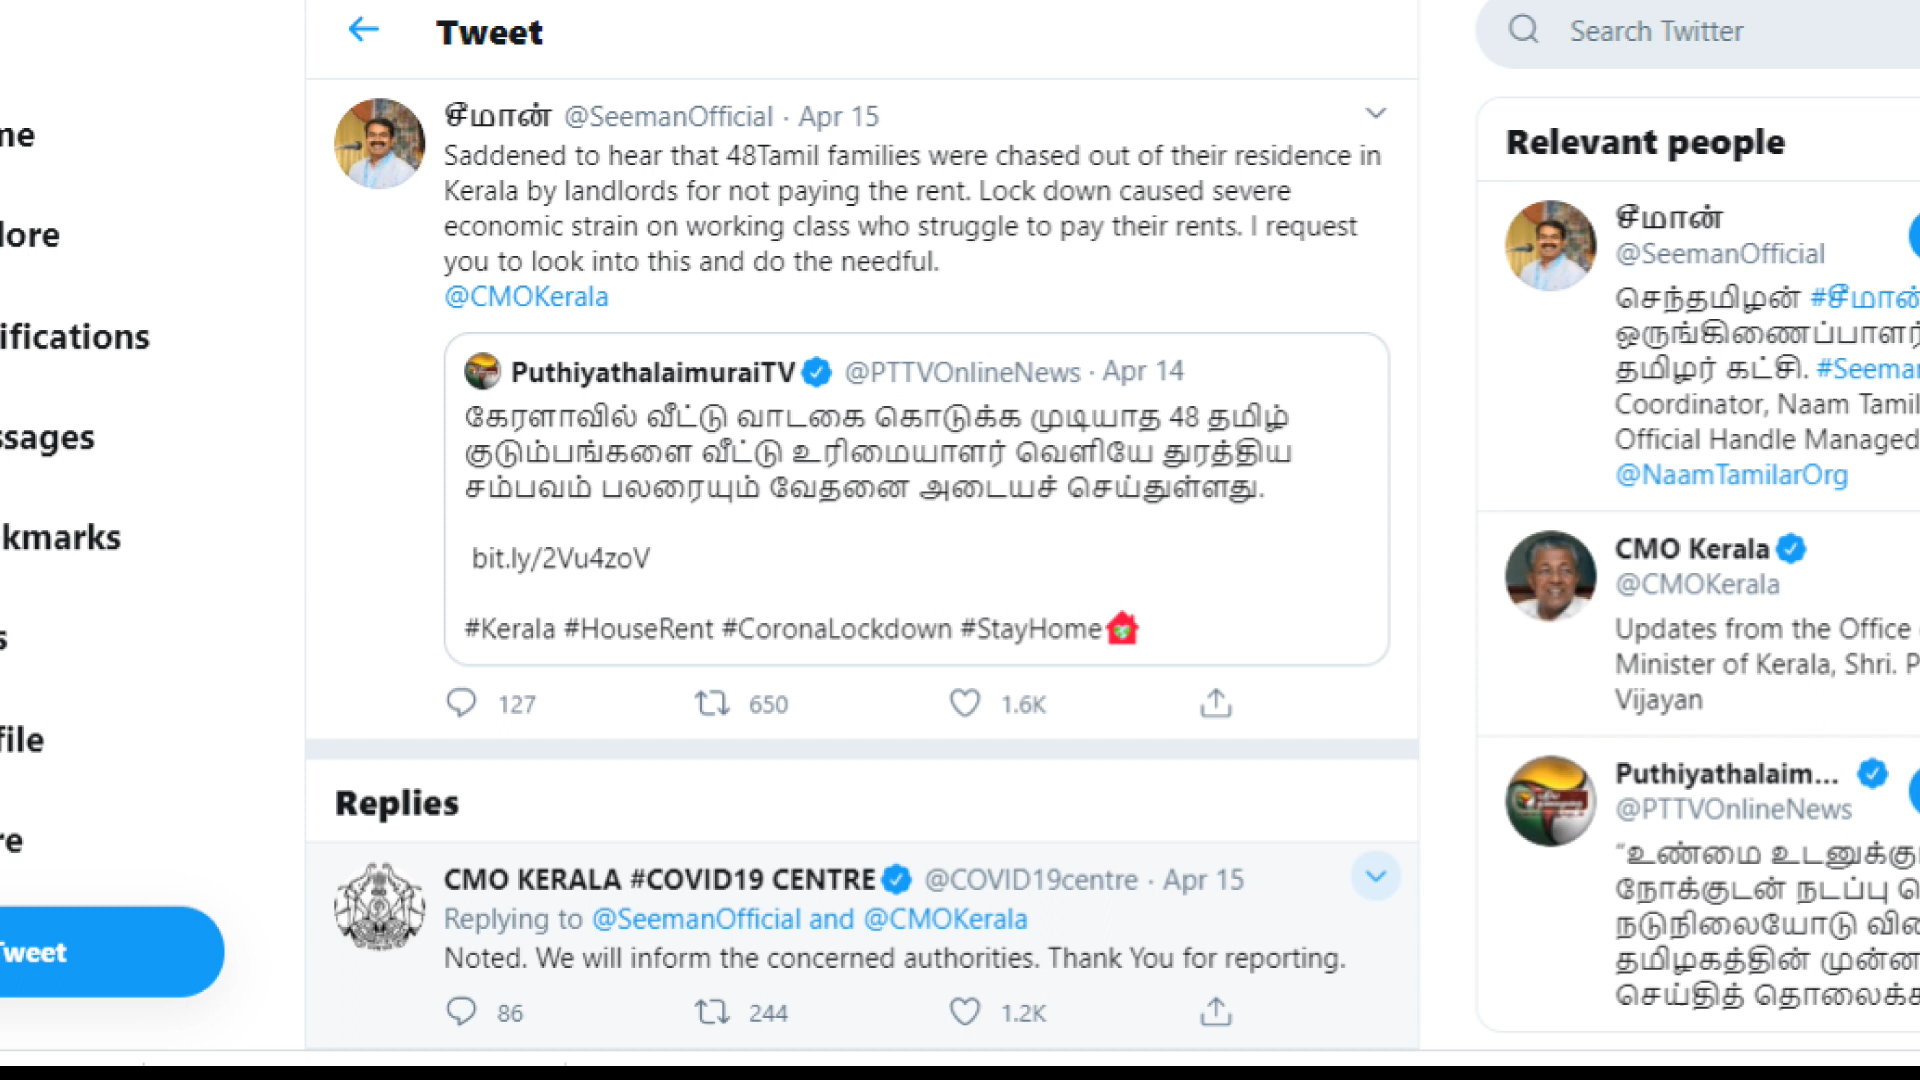 Tweet
சீமான் @SeemanOfficial · Apr 15
Saddened to hear that 48Tamil families were chased out of their residence in
Kerala by landlords for not paying the rent. Lock down caused severe
economic strain on working class who struggle to pay their rents. I request
you to look into this and do the needful.
@CMOKerala
PuthiyathalaimuraiTV @PTTVOnlineNews · Apr 14
கேரளாவில் வீட்டு வாடகை கொடுக்க முடியாத 48 தமிழ்
குடும்பங்களை வீட்டு உரிமையாளர் வெளியே துரத்திய
சம்பவம் பலரையும் வேதனை அடையச் செய்துள்ளது.
bit.ly/2Vu4zoV
#Kerala #HouseRent #CoronaLockdown #StayHome
127 650 1.6K
Replies
CMO KERALA #COVID19 CENTRE @COVID19centre · Apr 15
Replying to @SeemanOfficial and @CMOKerala
Noted. We will inform the concerned authorities. Thank You for reporting.
86 244 1.2K
me
lore
ifications
ssages
kmarks
s
file
re
Tweet
Search Twitter
Relevant people
சீமான்
@SeemanOfficial
செந்தமிழன் #சீமான்
ஒருங்கிணைப்பாளர்
தமிழர் கட்சி. #Seeman
Coordinator, Naam Tamil
Official Handle Managed
@NaamTamilarOrg
CMO Kerala
@CMOKerala
Updates from the Office
Minister of Kerala, Shri. P
Vijayan
Puthiyathalaim...
@PTTVOnlineNews
“உண்மை உடனுக்கு
நோக்குடன் நடப்பு
நடுநிலையோடு
தமிழகத்தின் முன்ன
செய்தித் தொலைக்க